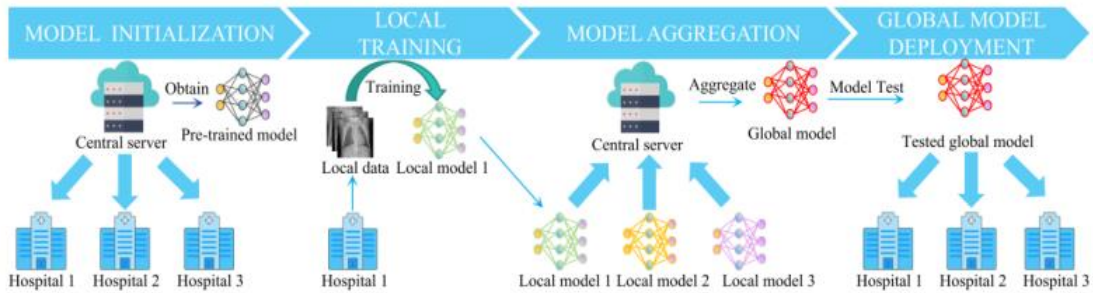 MODEL INITIALIZATION
LOCAL
TRAINING
MODEL AGGREGATION
GLOBAL MODEL
DEPLOYMENT
Obtain
Pre-trained model
Central server
Hospital 1
Hospital 2
Hospital 3
Training
Local data
Local model 1
Hospital 1
Aggregate
Central server
Global model
Local model 1
Local model 2
Local model 3
Model Test
Tested global model
Hospital 1
Hospital 2
Hospital 3